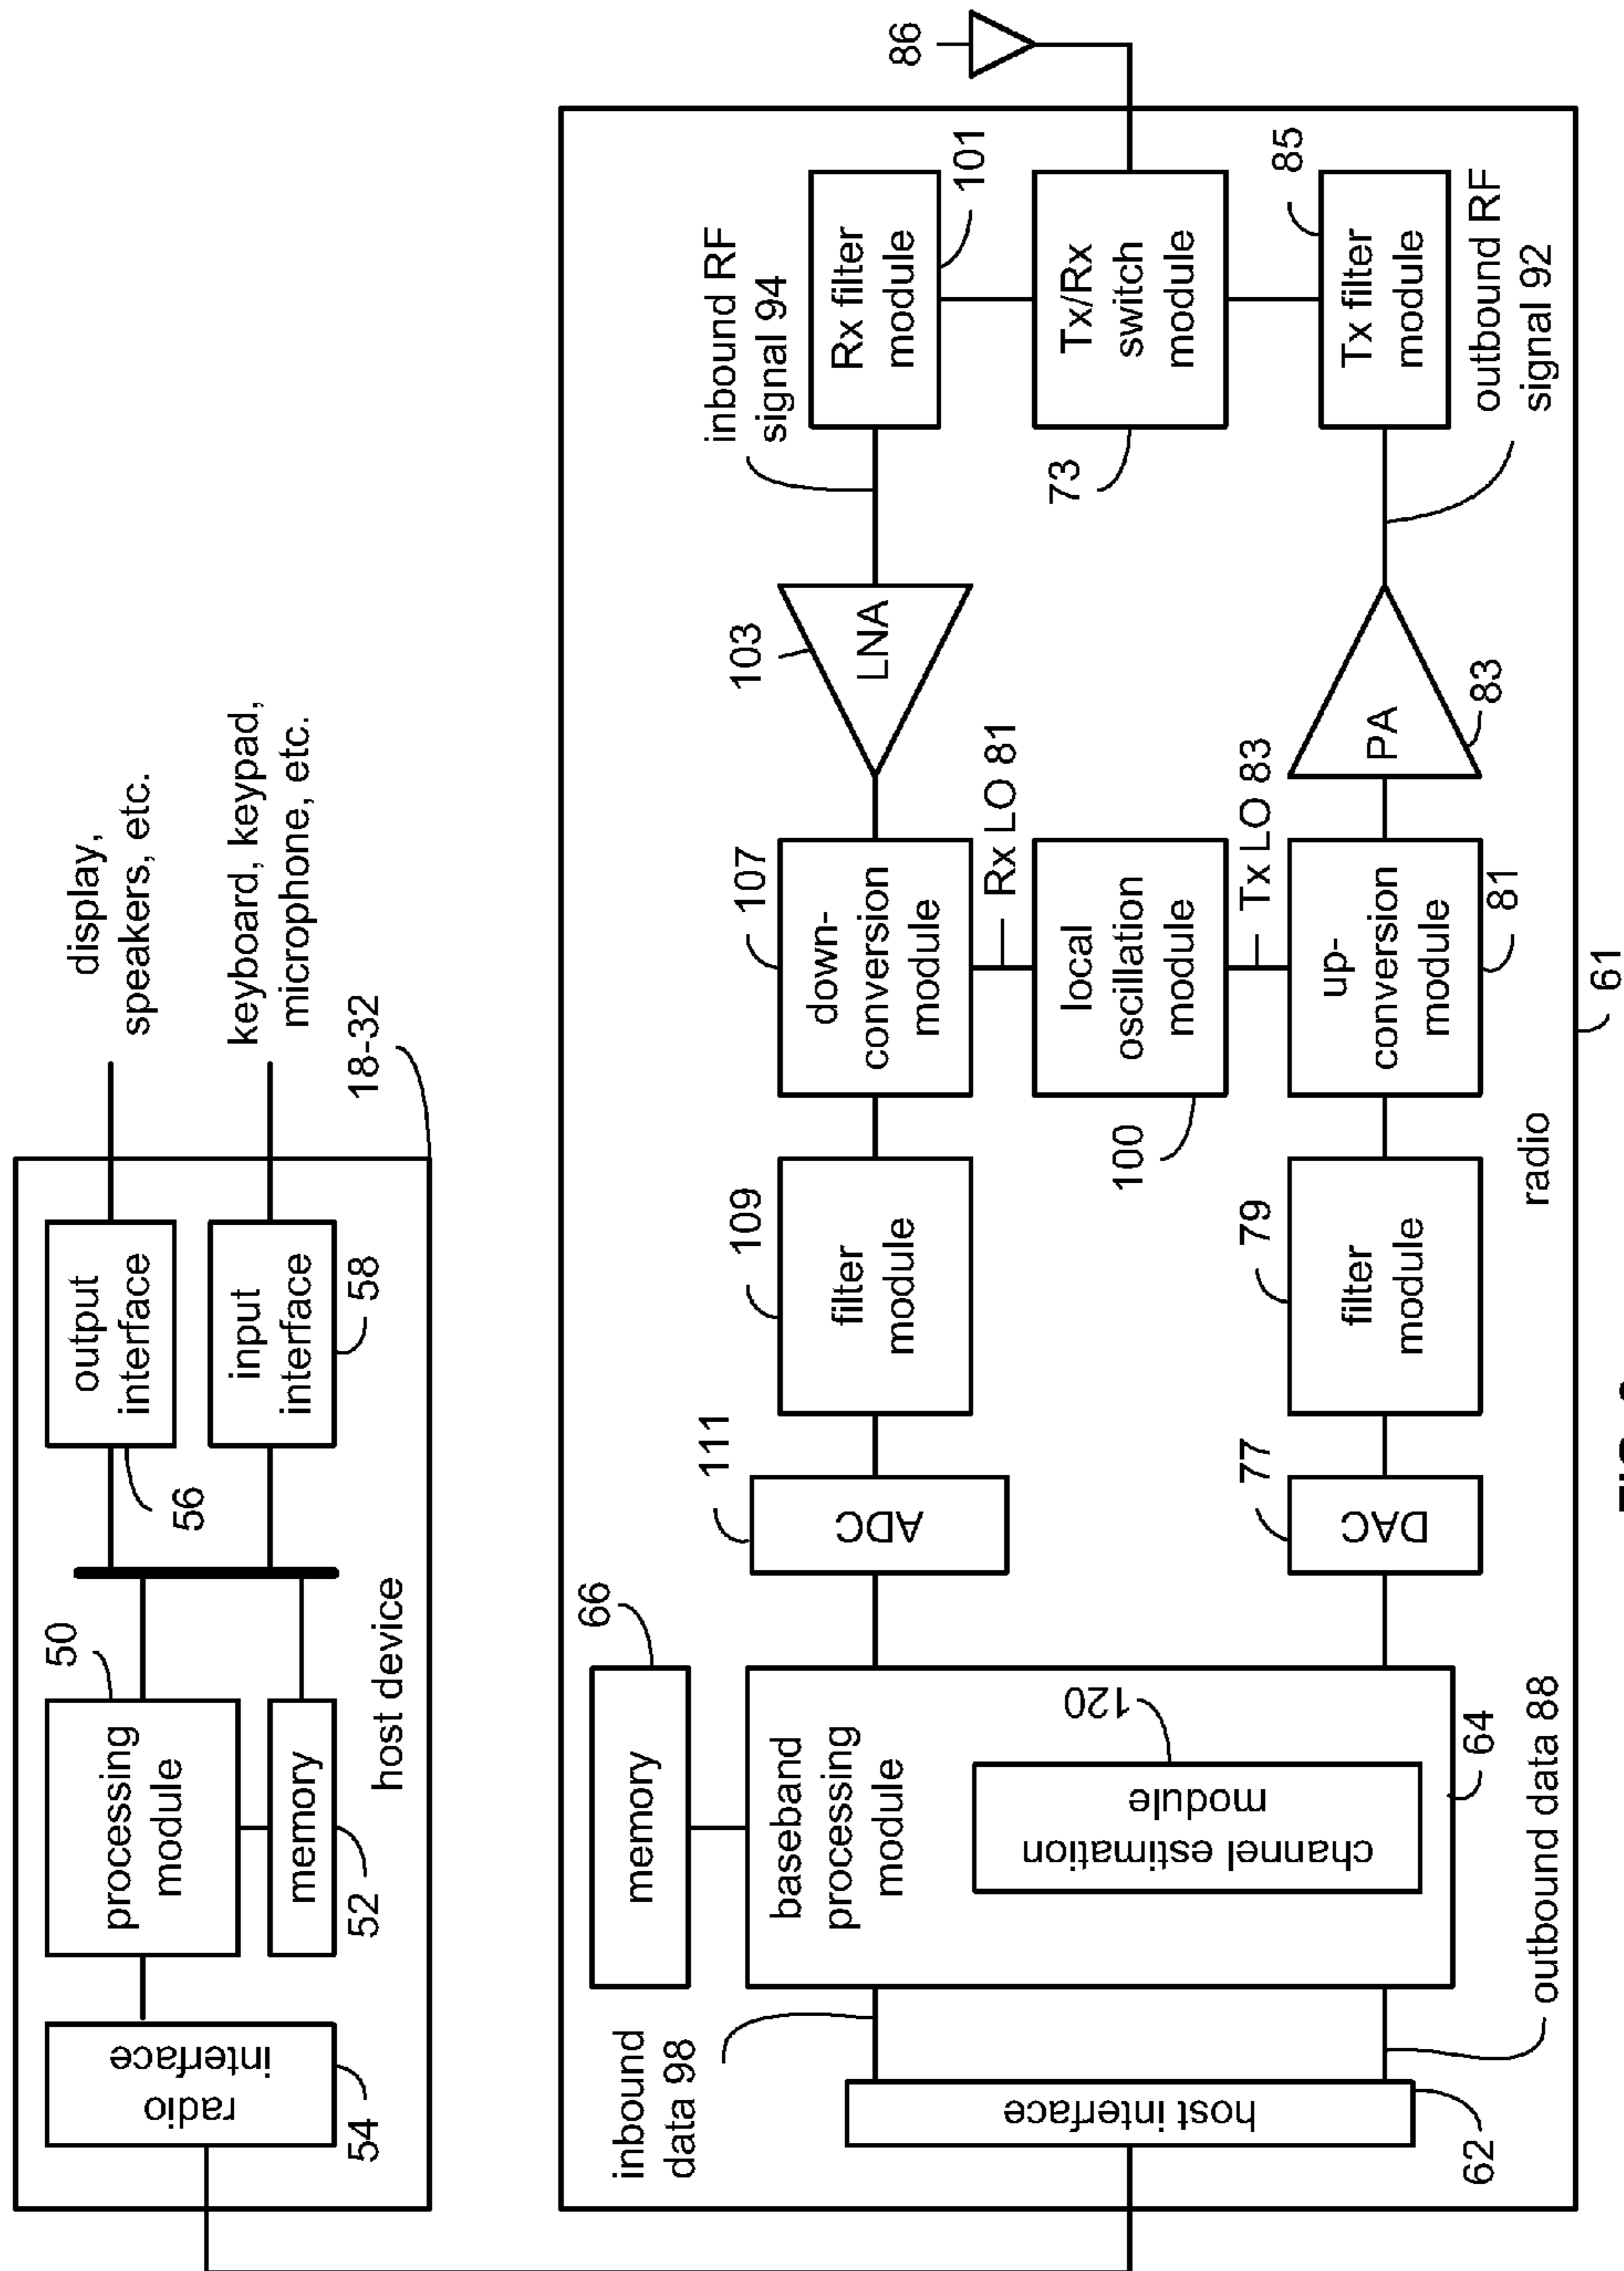 display,
speakers, etc.
keyboard, keypad,
microphone, etc.
18-32
radio
interface
54
processing
module
50
memory
52
output
interface
56
input
interface
58
host device
86
memory
66
inbound
data 98
host interface
62
baseband
processing
module
channel estimation
module
120
64
outbound data 88
ADC
111
filter
module
109
down-
conversion
module
107
LNA
103
inbound RF
signal 94
Rx filter
module
101
Rx LO 81
local
oscillation
module
100
Tx LO 83
Tx/Rx
switch
module
73
DAC
77
filter
module
79
up-
conversion
module
81
PA
83
outbound RF
signal 92
Tx filter
module
85
radio
61